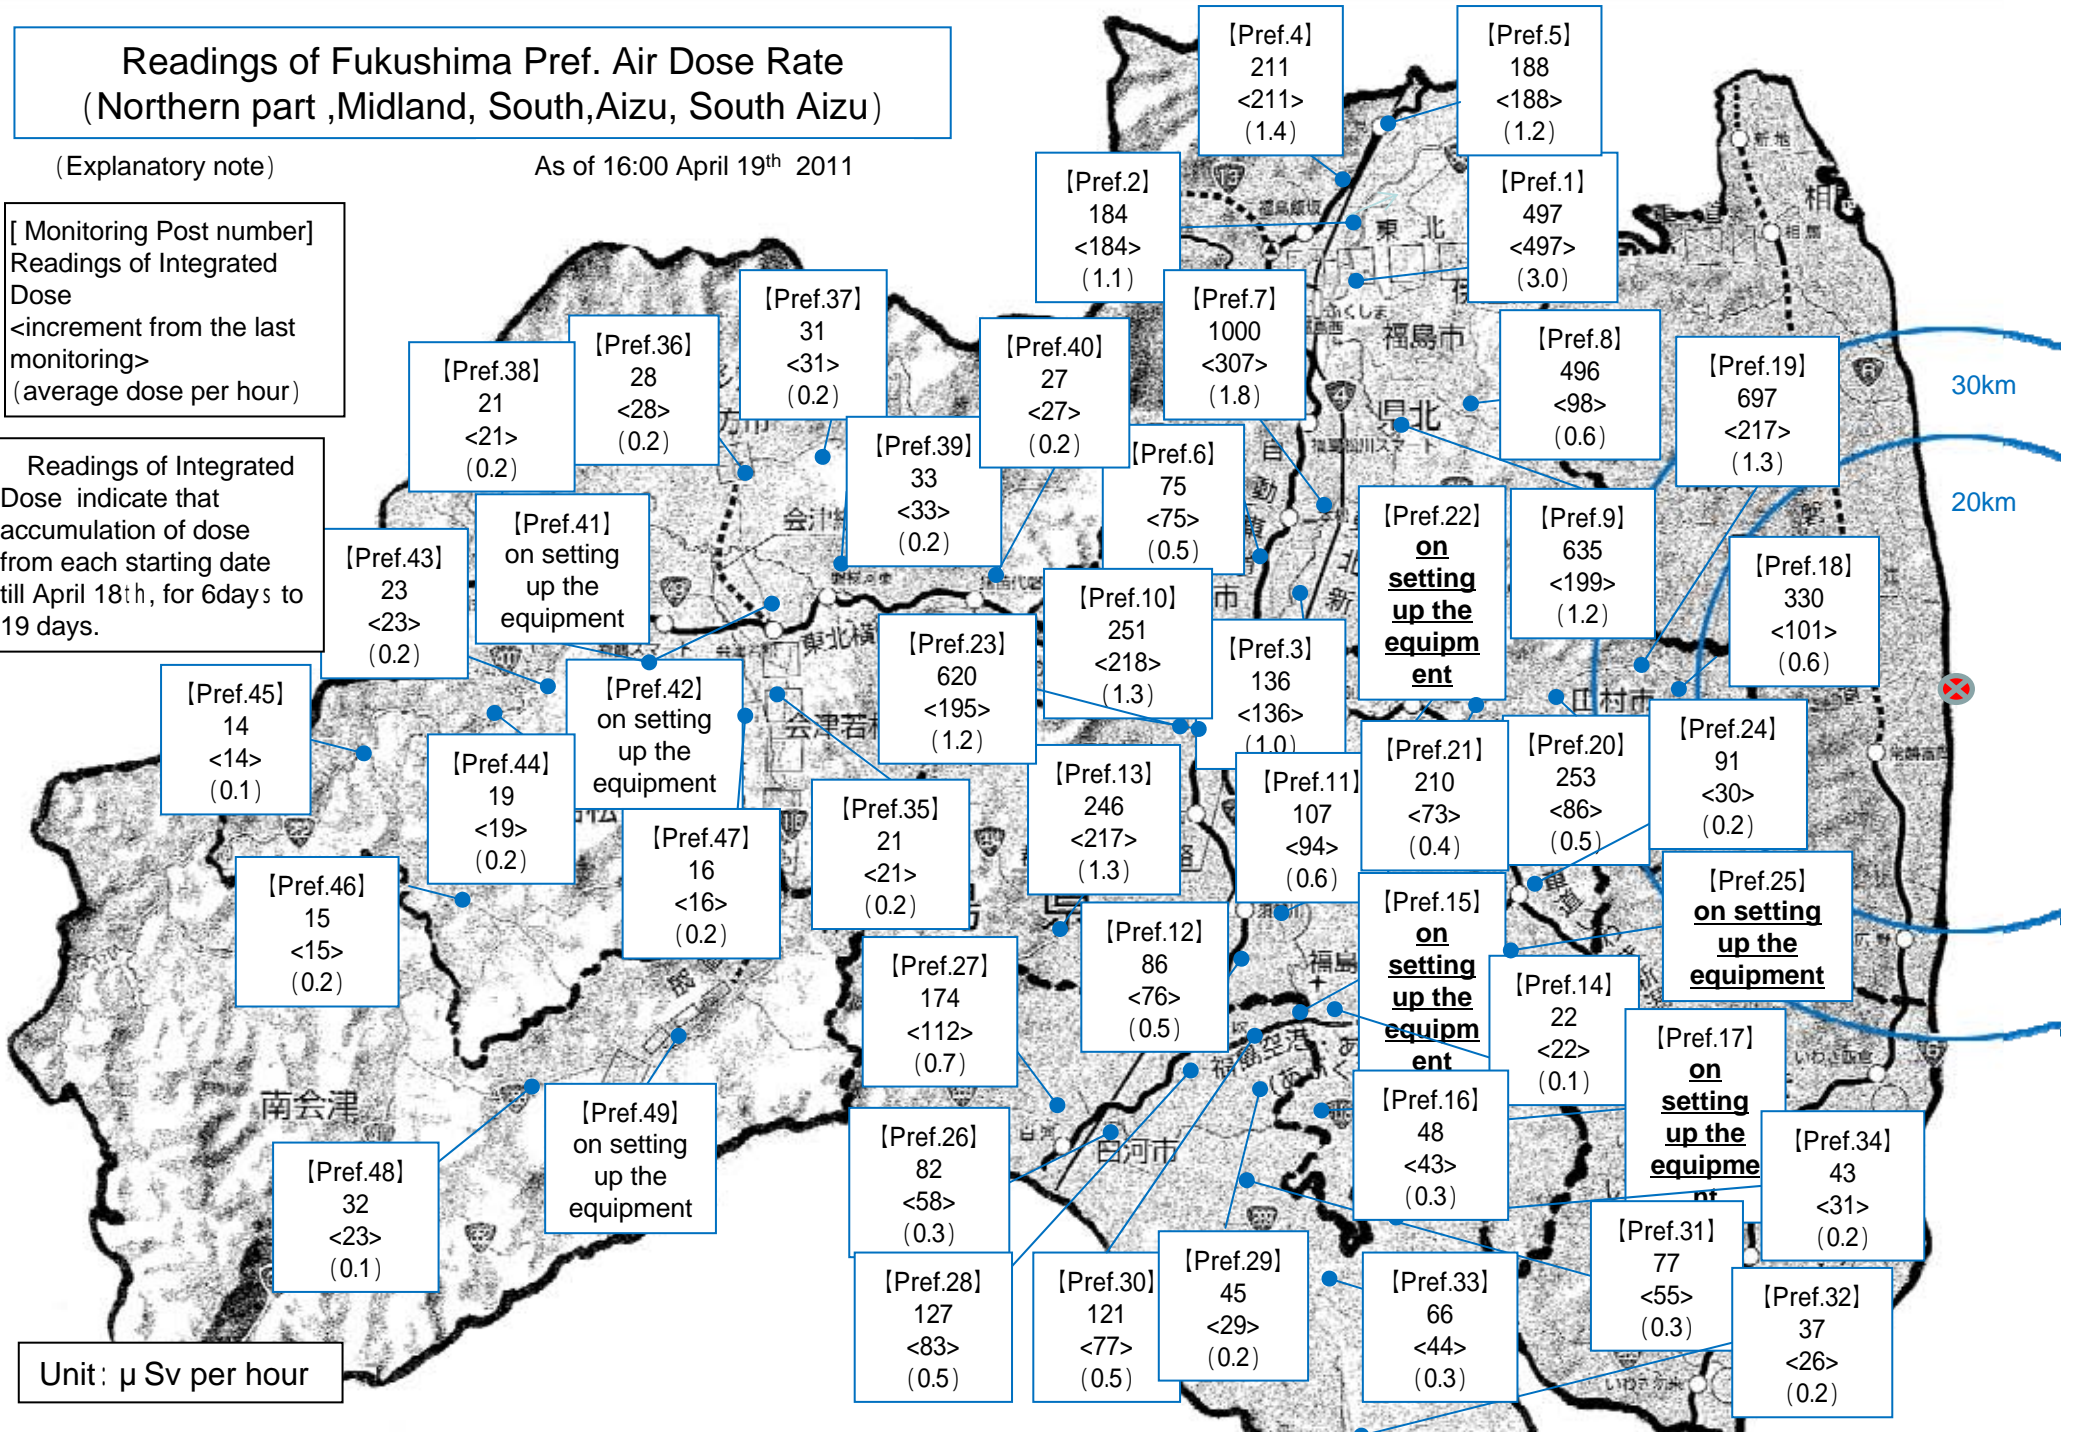 Readings of Fukushima Pref. Air Dose Rate
(Northern part ,Midland, South,Aizu, South Aizu)
(Explanatory note)
As of 16:00 April 19th 2011
[ Monitoring Post number]
Readings of Integrated
Dose
<increment from the last
monitoring>
(average dose per hour)
Readings of Integrated
Dose indicate that
accumulation of dose
from each starting date
till April 18th, for 6days to
19 days.
【Pref.4】
211
<211>
(1.4)
【Pref.5】
188
<188>
(1.2)
【Pref.2】
184
<184>
(1.1)
【Pref.1】
497
<497>
(3.0)
【Pref.7】
1000
<307>
(1.8)
【Pref.37】
31
<31>
(0.2)
【Pref.36】
28
<28>
(0.2)
【Pref.38】
21
<21>
(0.2)
【Pref.40】
27
<27>
(0.2)
【Pref.8】
496
<98>
(0.6)
【Pref.19】
697
<217>
(1.3)
30km
20km
【Pref.39】
33
<33>
(0.2)
【Pref.6】
75
<75>
(0.5)
【Pref.41】
on setting
up the
equipment
【Pref.43】
23
<23>
(0.2)
【Pref.22】
on
setting
up the
equipm
ent
【Pref.9】
635
<199>
(1.2)
【Pref.18】
330
<101>
(0.6)
【Pref.10】
251
<218>
(1.3)
【Pref.23】
620
<195>
(1.2)
【Pref.3】
136
<136>
(1.0)
【Pref.45】
14
<14>
(0.1)
【Pref.42】
on setting
up the
equipment
【Pref.44】
19
<19>
(0.2)
【Pref.13】
246
<217>
(1.3)
【Pref.11】
107
<94>
(0.6)
【Pref.21】
210
<73>
(0.4)
【Pref.20】
253
<86>
(0.5)
【Pref.24】
91
<30>
(0.2)
【Pref.47】
16
<16>
(0.2)
【Pref.35】
21
<21>
(0.2)
【Pref.46】
15
<15>
(0.2)
【Pref.15】
on
setting
up the
equipm
ent
【Pref.25】
on setting
up the
equipment
【Pref.12】
86
<76>
(0.5)
【Pref.27】
174
<112>
(0.7)
【Pref.14】
22
<22>
(0.1)
【Pref.17】
on
setting
up the
equipme
nt
【Pref.16】
48
<43>
(0.3)
【Pref.49】
on setting
up the
equipment
【Pref.48】
32
<23>
(0.1)
【Pref.26】
82
<58>
(0.3)
【Pref.34】
43
<31>
(0.2)
【Pref.31】
77
<55>
(0.3)
【Pref.28】
127
<83>
(0.5)
【Pref.30】
121
<77>
(0.5)
【Pref.29】
45
<29>
(0.2)
【Pref.33】
66
<44>
(0.3)
【Pref.32】
37
<26>
(0.2)
Unit: μ Sv per hour
東 北
福島市
県北
新地
相馬
田村市
南会津
白河市
福島空港